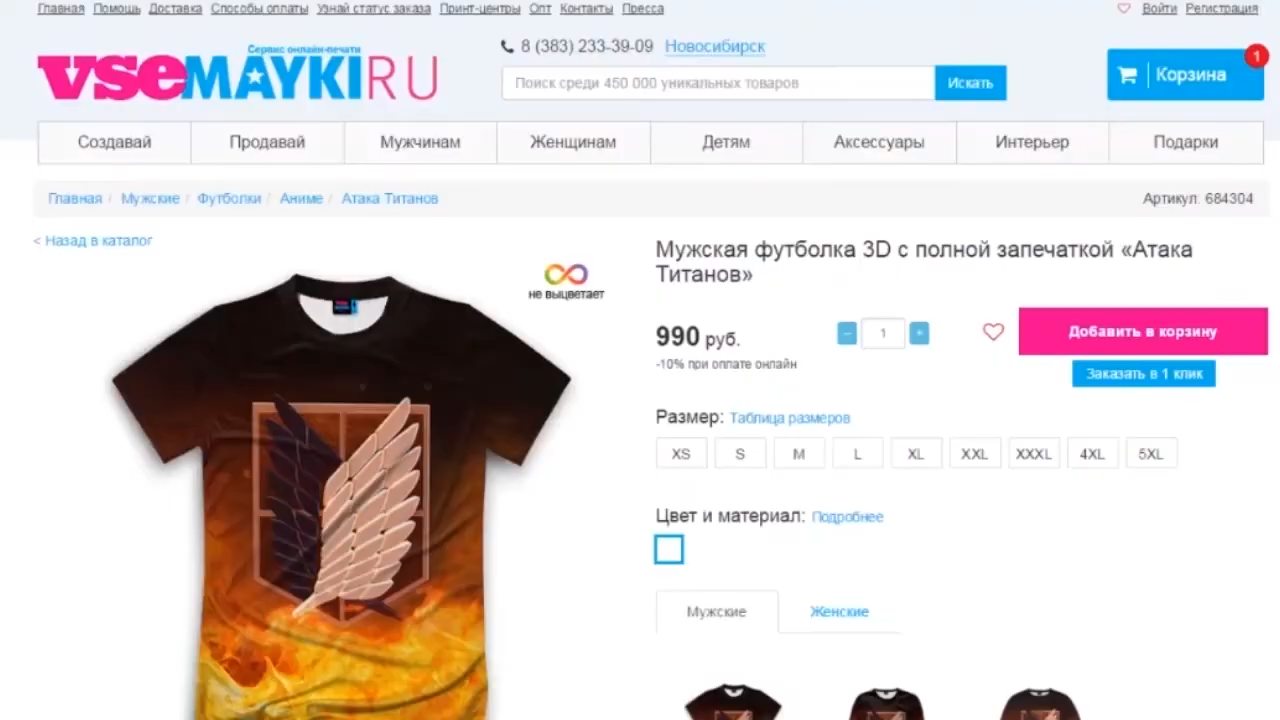 Главная Помощь Доставка Способы оплаты Узнай статус заказа Принт-центры Опт Контакты Пресса
Войти Регистрация
Сервис онлайн-печати
VSEMAYKIRU
8 (383) 233-39-09 Новосибирск
Поиск среди 450 000 уникальных товаров Искать
Корзина 1
Создавай Продавай Мужчинам Женщинам Детям Аксессуары Интерьер Подарки
Главная / Мужские / Футболки / Аниме / Атака Титанов
Артикул: 684304
< Назад в каталог
не выцветает
Мужская футболка 3D с полной запечаткой «Атака
Титанов»
990 руб.
-10% при оплате онлайн
– 1 +
Добавить в корзину
Заказать в 1 клик
Размер: Таблица размеров
XS S M L XL XXL XXXL 4XL 5XL
Цвет и материал: Подробнее
Мужские Женские